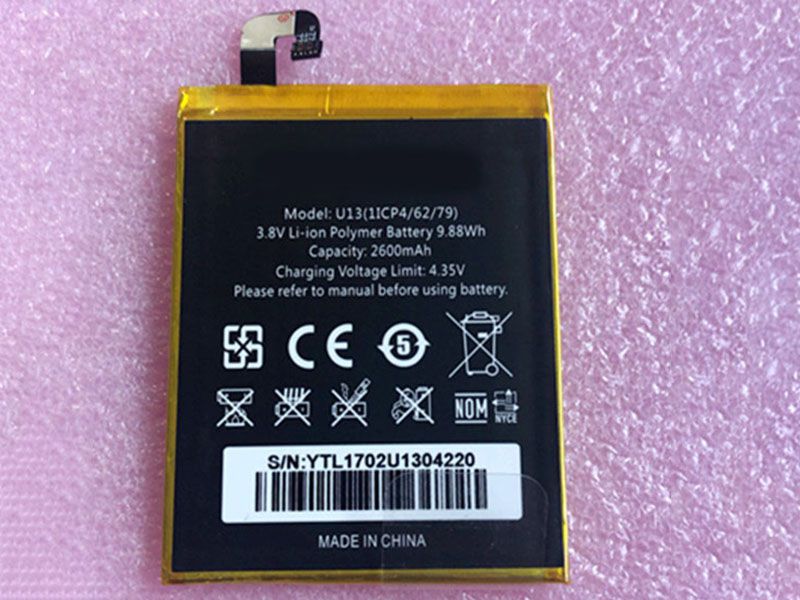 Model: U13(1ICP4/62/79)
3.8V Li-ion Polymer Battery 9.88Wh
Capacity: 2600mAh
Charging Voltage Limit: 4.35V
Please refer to manual before using battery.
CE 5
NOM NYCE
S/N:YTL1702U1304220
MADE IN CHINA